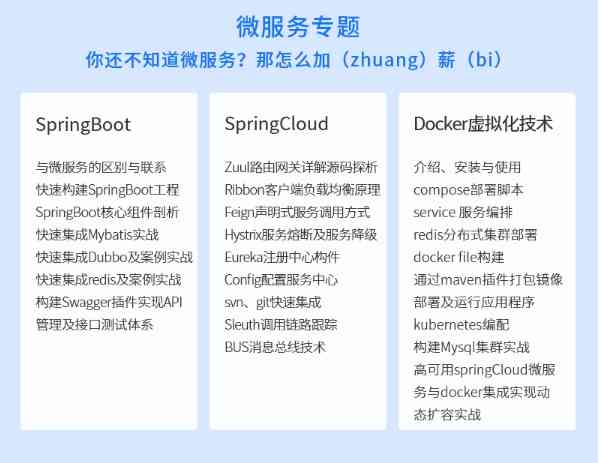 微服务专题
你还不知道微服务？那怎么加（zhuang）薪（bi）
SpringBoot
与微服务的区别与联系
快速构建SpringBoot工程
SpringBoot核心组件剖析
快速集成Mybatis实战
快速集成Dubbo及案例实战
快速集成redis及案例实战
构建Swagger插件实现API
管理及接口测试体系
SpringCloud
Zuul路由网关详解源码探析
Ribbon客户端负载均衡原理
Feign声明式服务调用方式
Hystrix服务熔断及服务降级
Eureka注册中心构件
Config配置服务中心
svn、git快速集成
Sieuth调用链路跟踪
BUS消息总线技术
Docker虚拟化技术
介绍、安装与使用
compose部署脚本
service 服务编排
redis分布式集群部署
docker file构建
通过maven插件打包镜像
部署及运行应用程序
kubernetes编配
构建Mysql集群实战
高可用springCloud微服
务与docker集成实现动
态扩容实战